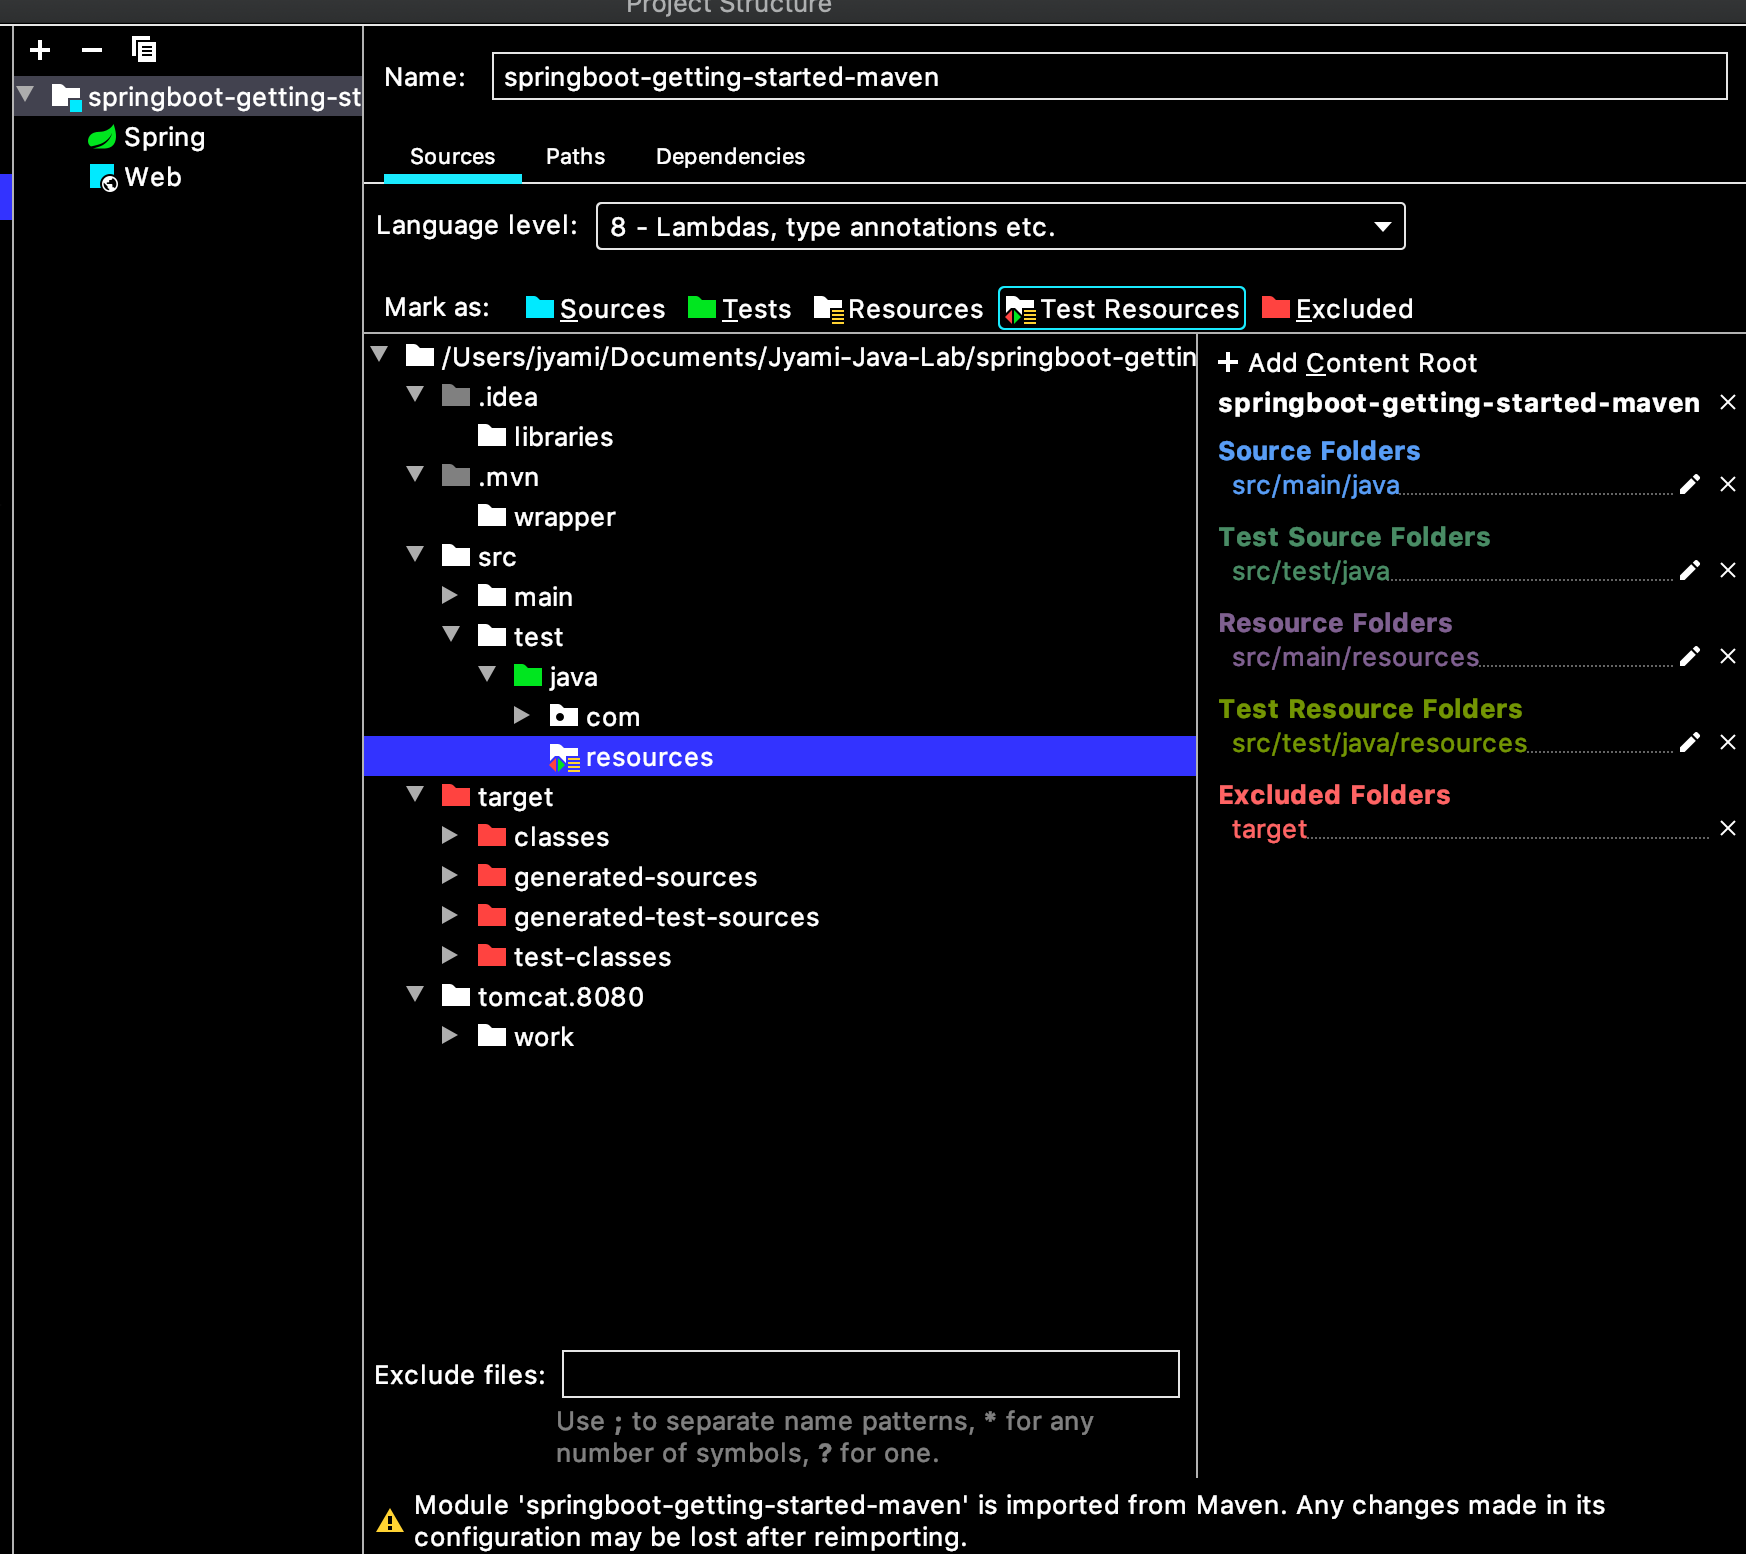 Project Structure
springboot-getting-st
Spring
Web
Name: springboot-getting-started-maven
Sources Paths Dependencies
Language level: 8 - Lambdas, type annotations etc.
Mark as: Sources Tests Resources Test Resources Excluded
/Users/jyami/Documents/Jyami-Java-Lab/springboot-gettin
.idea
libraries
.mvn
wrapper
src
main
test
java
com
resources
target
classes
generated-sources
generated-test-sources
test-classes
tomcat.8080
work
+ Add Content Root
springboot-getting-started-maven
Source Folders
src/main/java
Test Source Folders
src/test/java
Resource Folders
src/main/resources
Test Resource Folders
src/test/java/resources
Excluded Folders
target
Exclude files:
Use ; to separate name patterns, * for any
number of symbols, ? for one.
Module 'springboot-getting-started-maven' is imported from Maven. Any changes made in its
configuration may be lost after reimporting.